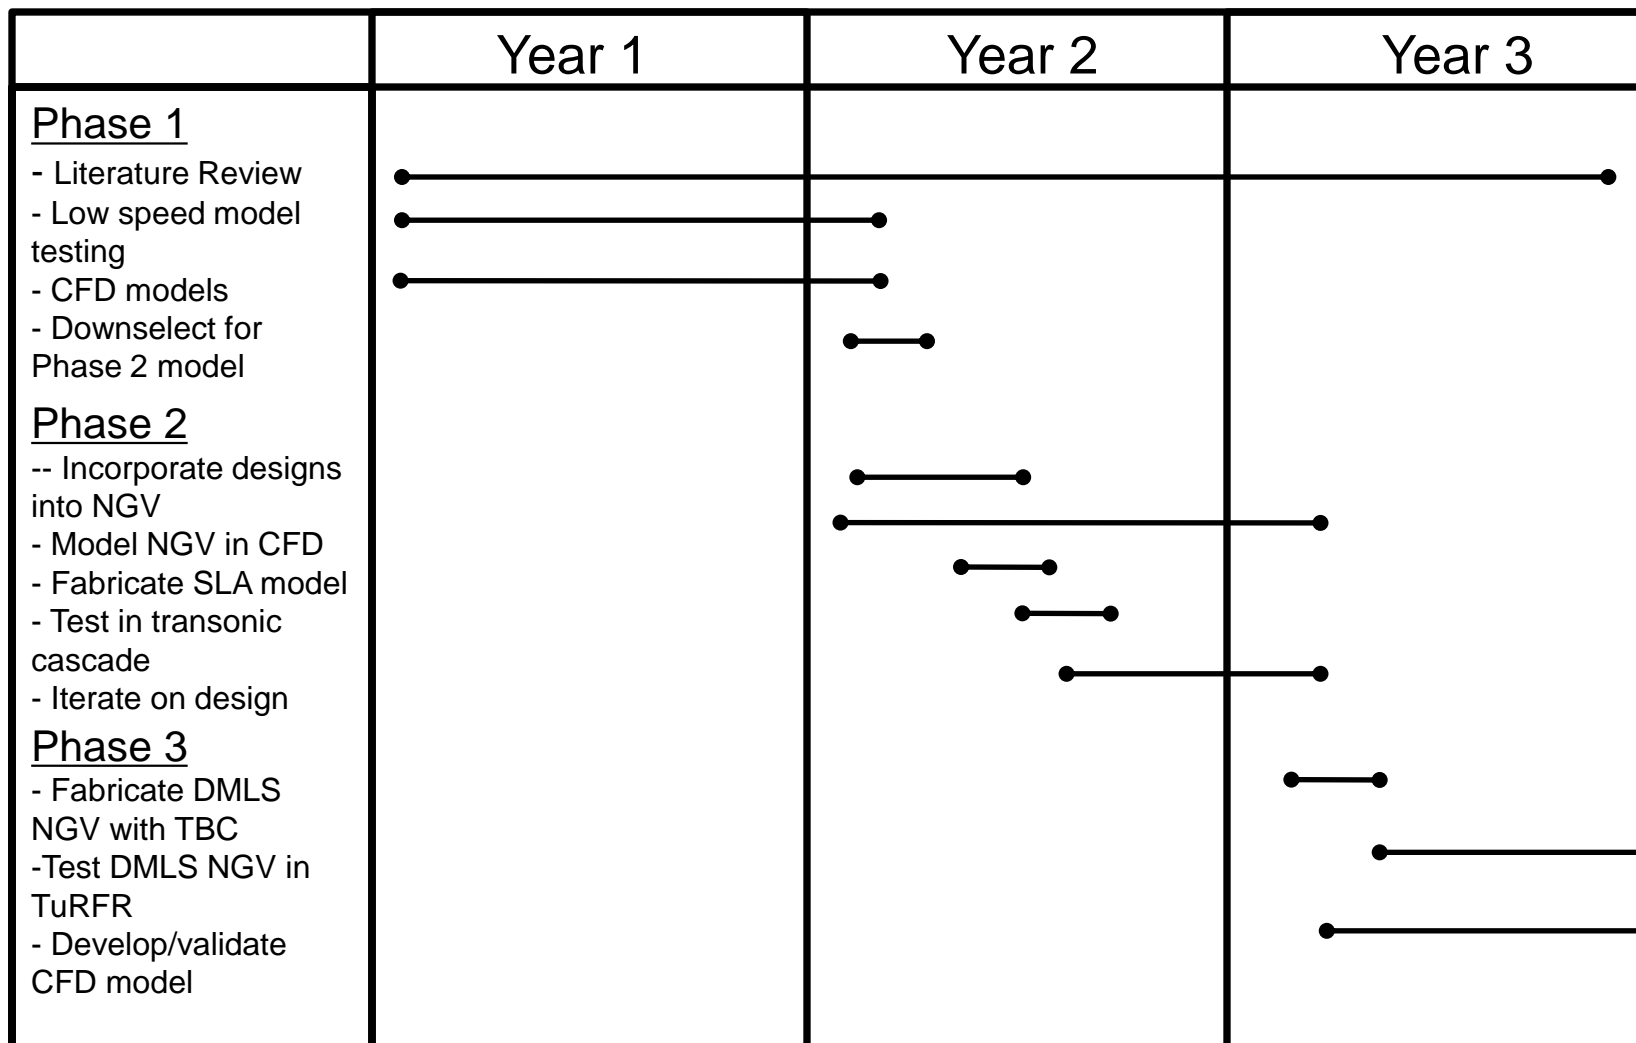 Year 1
Year 2
Year 3
Phase 1
- Literature Review
- Low speed model
testing
- CFD models
- Downselect for
Phase 2 model
Phase 2
-- Incorporate designs
into NGV
- Model NGV in CFD
- Fabricate SLA model
- Test in transonic
cascade
- Iterate on design
Phase 3
- Fabricate DMLS
NGV with TBC
-Test DMLS NGV in
TuRFR
- Develop/validate
CFD model